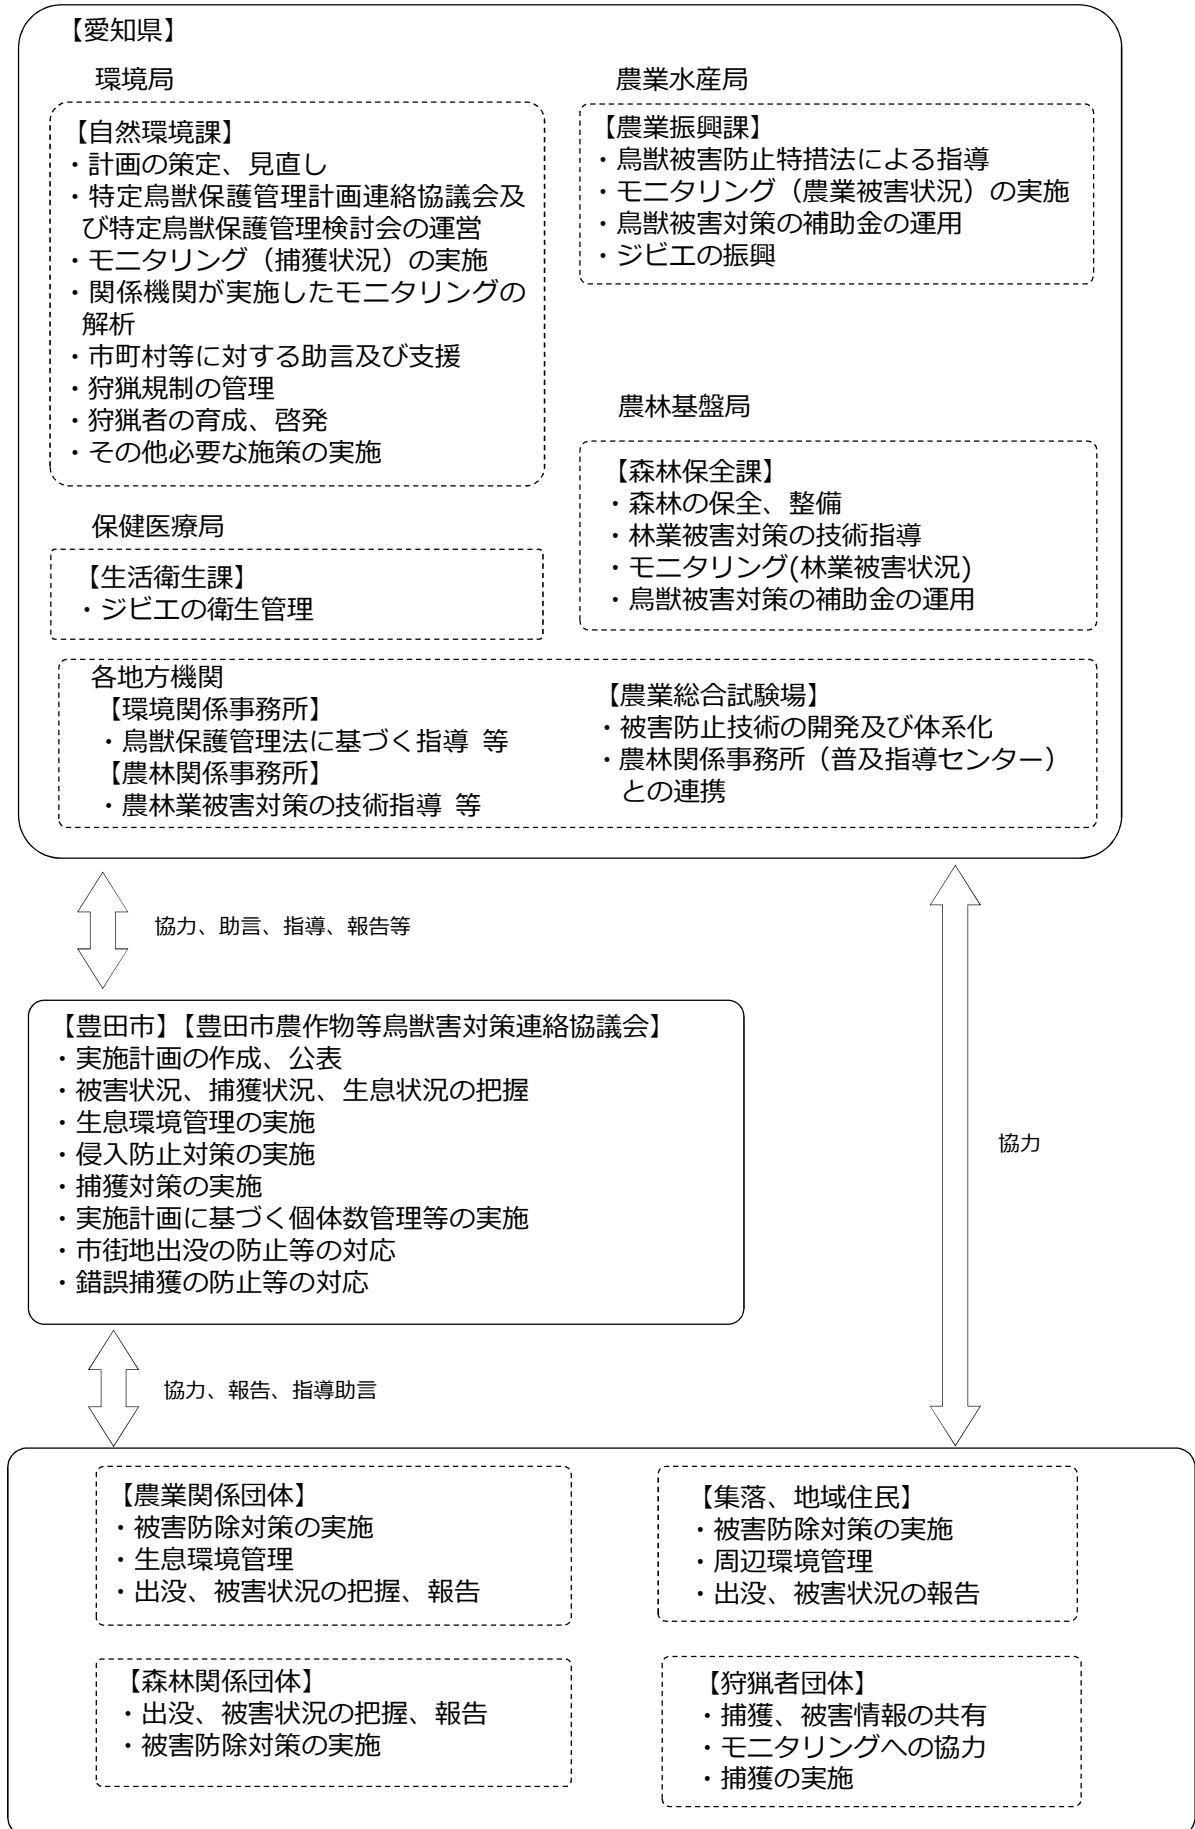 【愛知県】
環境局
【自然環境課】
・計画の策定、見直し
・特定鳥獣保護管理計画連絡協議会及
び特定鳥獣保護管理検討会の運営
・モニタリング（捕獲状況）の実施
・関係機関が実施したモニタリングの
解析
・市町村等に対する助言及び支援
・狩猟規制の管理
・狩猟者の育成、啓発
・その他必要な施策の実施
農業水産局
【農業振興課】
・鳥獣被害防止特措法による指導
・モニタリング（農業被害状況）の実施
・鳥獣被害対策の補助金の運用
・ジビエの振興
農林基盤局
【森林保全課】
・森林の保全、整備
・林業被害対策の技術指導
・モニタリング(林業被害状況)
・鳥獣被害対策の補助金の運用
保健医療局
【生活衛生課】
・ジビエの衛生管理
各地方機関
【環境関係事務所】
・鳥獣保護管理法に基づく指導 等
【農林関係事務所】
・農林業被害対策の技術指導 等
【農業総合試験場】
・被害防止技術の開発及び体系化
・農林関係事務所（普及指導センター）
との連携
協力、助言、指導、報告等
【豊田市】【豊田市農作物等鳥獣害対策連絡協議会】
・実施計画の作成、公表
・被害状況、捕獲状況、生息状況の把握
・生息環境管理の実施
・侵入防止対策の実施
・捕獲対策の実施
・実施計画に基づく個体数管理等の実施
・市街地出没の防止等の対応
・錯誤捕獲の防止等の対応
協力
協力、報告、指導助言
【農業関係団体】
・被害防除対策の実施
・生息環境管理
・出没、被害状況の把握、報告
【集落、地域住民】
・被害防除対策の実施
・周辺環境管理
・出没、被害状況の報告
【森林関係団体】
・出没、被害状況の把握、報告
・被害防除対策の実施
【狩猟者団体】
・捕獲、被害情報の共有
・モニタリングへの協力
・捕獲の実施